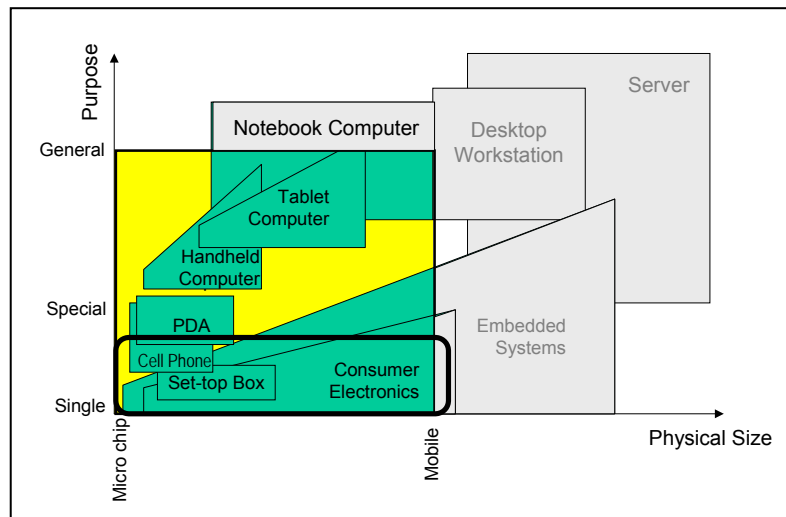 Purpose
Server
Notebook Computer
Desktop
Workstation
General
Tablet
Computer
Handheld
Computer
Special
PDA
Embedded
Systems
Cell Phone
Consumer
Electronics
Set-top Box
Single
Micro chip
Mobile
Physical Size